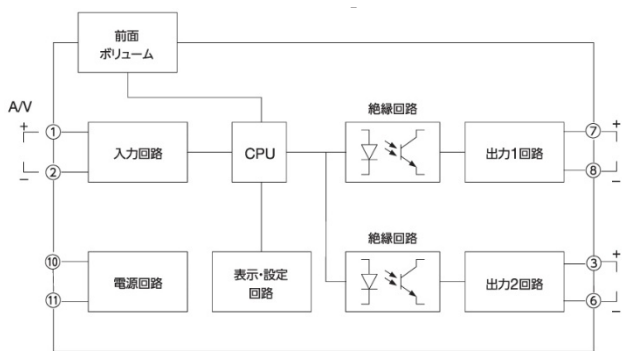 前面
ボリューム
A/V
+
①
−
②
入力回路
CPU
絶縁回路
出力1回路
⑦
+
⑧
−
⑩
⑪
電源回路
表示・設定
回路
絶縁回路
出力2回路
③
+
⑥
−